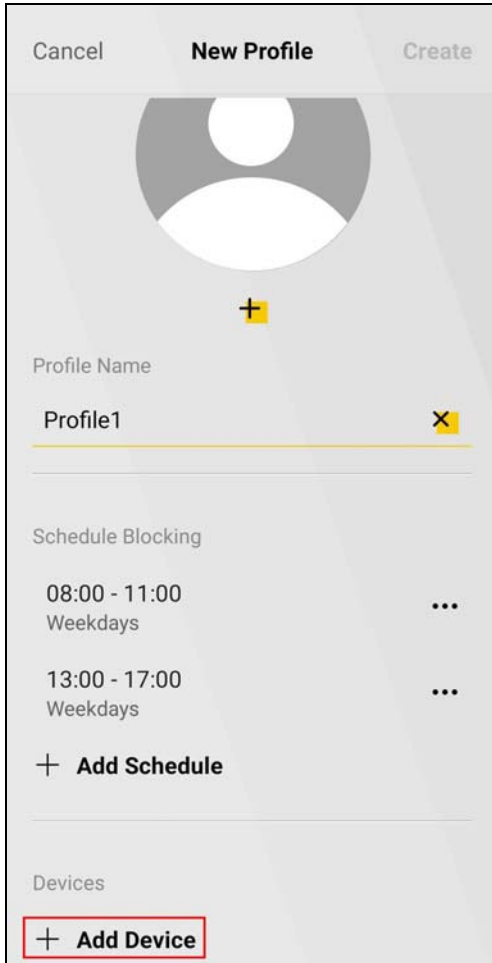 Cancel New Profile Create
Profile Name
Profile1
Schedule Blocking
08:00 - 11:00
Weekdays
13:00 - 17:00
Weekdays
+ Add Schedule
Devices
+ Add Device